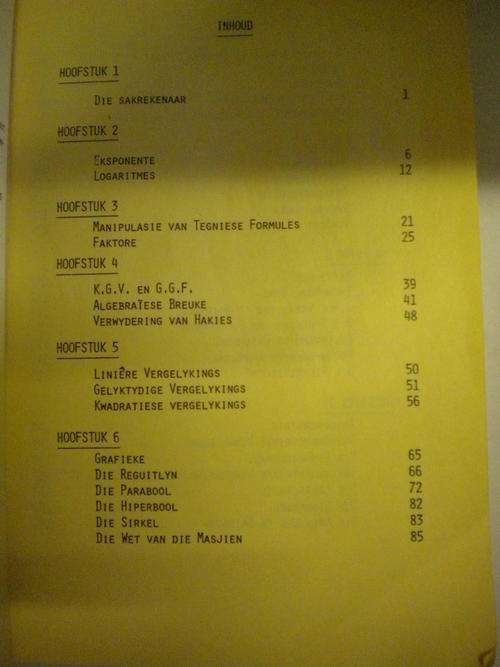 INHOUD
HOOFSTUK 1
DIE SAKREKENAAR 1
HOOFSTUK 2
EKSPONENTE 6
LOGARITMES 12
HOOFSTUK 3
MANIPULASIE VAN TEGNIESE FORMULES 21
FAKTORE 25
HOOFSTUK 4
K.G.V. EN G.G.F. 39
ALGEBRAÏESE BREUKE 41
VERWYDERING VAN HAKIES 48
HOOFSTUK 5
LINIÊRE VERGELYKINGS 50
GELYKTYDIGE VERGELYKINGS 51
KWADRATIESE VERGELYKINGS 56
HOOFSTUK 6
GRAFIEKE 65
DIE REGUITLYN 66
DIE PARABOOL 72
DIE HIPERBOOL 82
DIE SIRKEL 83
DIE WET VAN DIE MASJIEN 85